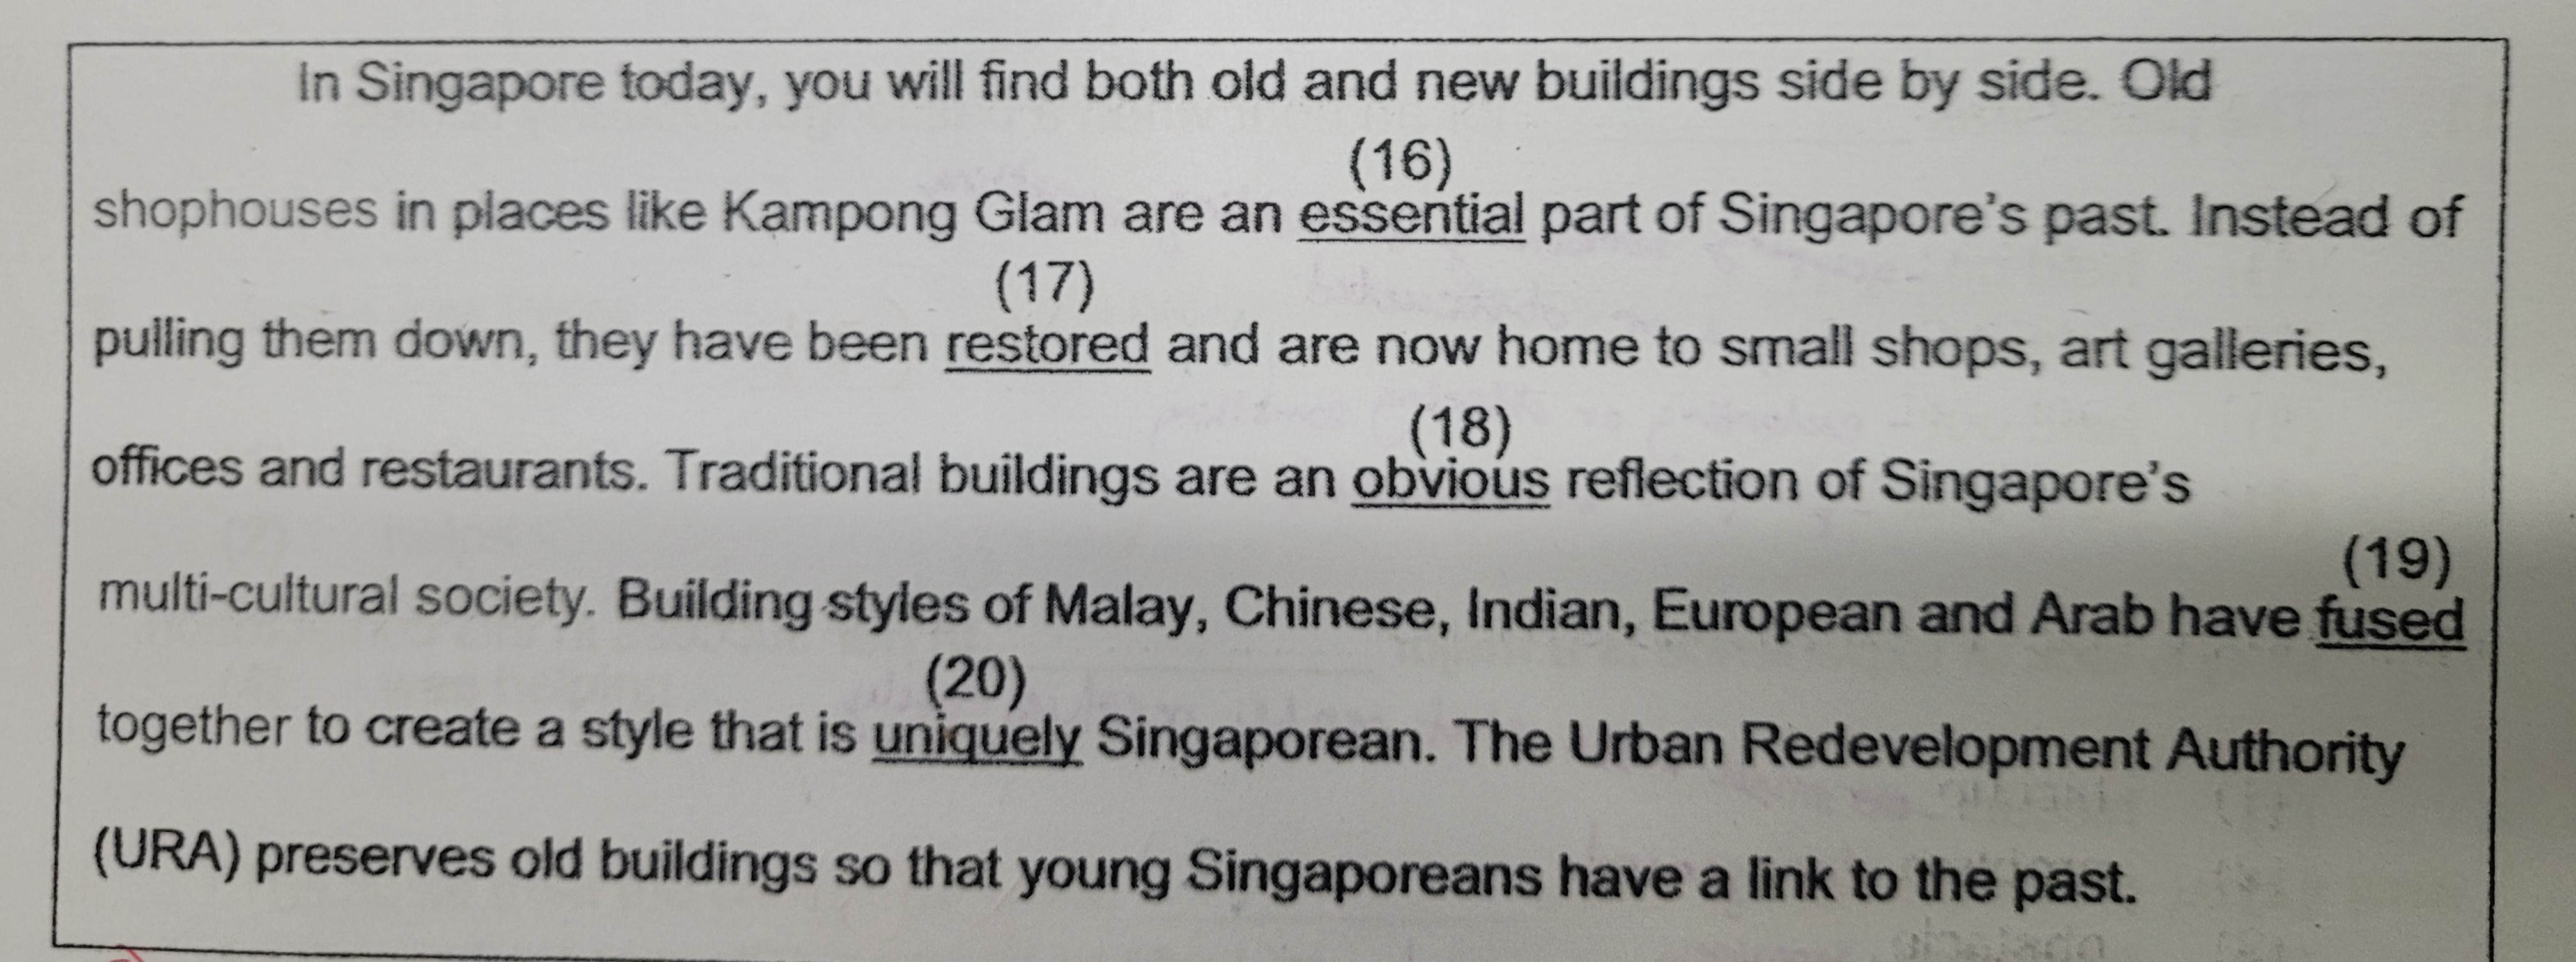 In Singapore today, you will find both old and new buildings side by side. Old
(16)
shophouses in places like Kampong Glam are an essential part of Singapore's past. Instead of
(17)
pulling them down, they have been restored and are now home to small shops, art galleries,
(18)
offices and restaurants. Traditional buildings are an obvious reflection of Singapore's
(19)
multi-cultural society. Building styles of Malay, Chinese, Indian, European and Arab have fused
(20)
together to create a style that is uniquely Singaporean. The Urban Redevelopment Authority
(URA) preserves old buildings so that young Singaporeans have a link to the past.